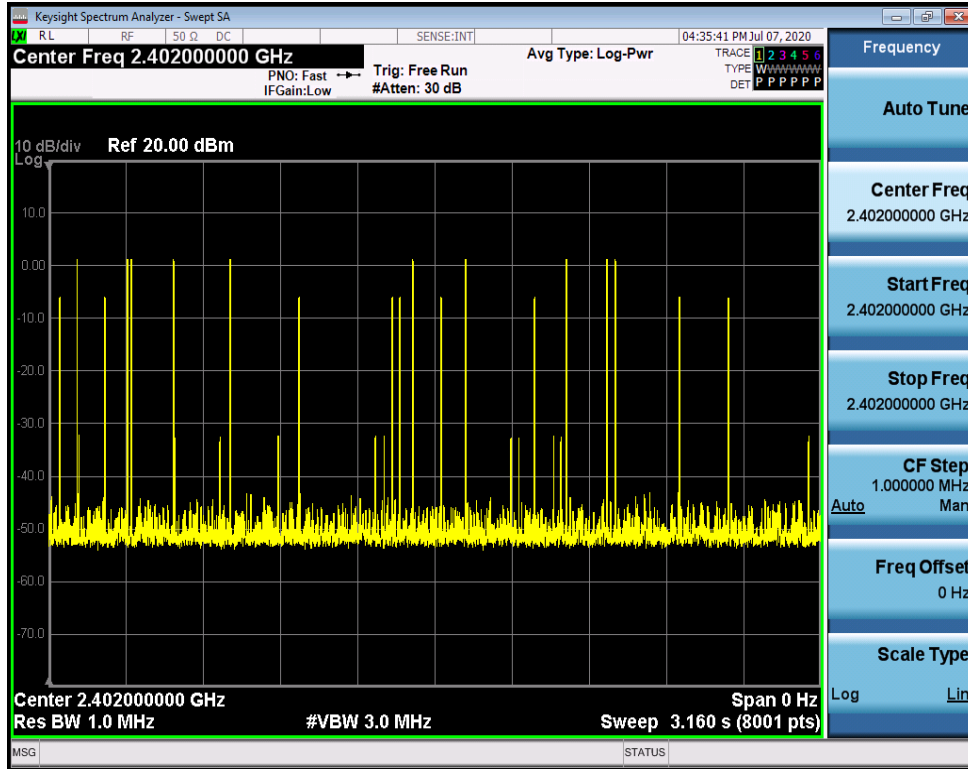 Keysight Spectrum Analyzer - Swept SA
LXI RL RF 50 Ω DC SENSE:INT 04:35:41 PM Jul 07, 2020
Center Freq 2.402000000 GHz
PNO: Fast
IFGain:Low
Trig: Free Run
#Atten: 30 dB
Avg Type: Log-Pwr
TRACE 1 2 3 4 5 6
TYPE WWWWWW
DET P P P P P P
10 dB/div Ref 20.00 dBm
Log
10.0
0.00
-10.0
-20.0
-30.0
-40.0
-50.0
-60.0
-70.0
Center 2.402000000 GHz Span 0 Hz
Res BW 1.0 MHz #VBW 3.0 MHz Sweep 3.160 s (8001 pts)
MSG STATUS
Frequency
Auto Tune
Center Freq
2.402000000 GHz
Start Freq
2.402000000 GHz
Stop Freq
2.402000000 GHz
CF Step
1.000000 MHz
Auto Man
Freq Offset
0 Hz
Scale Type
Log Lin